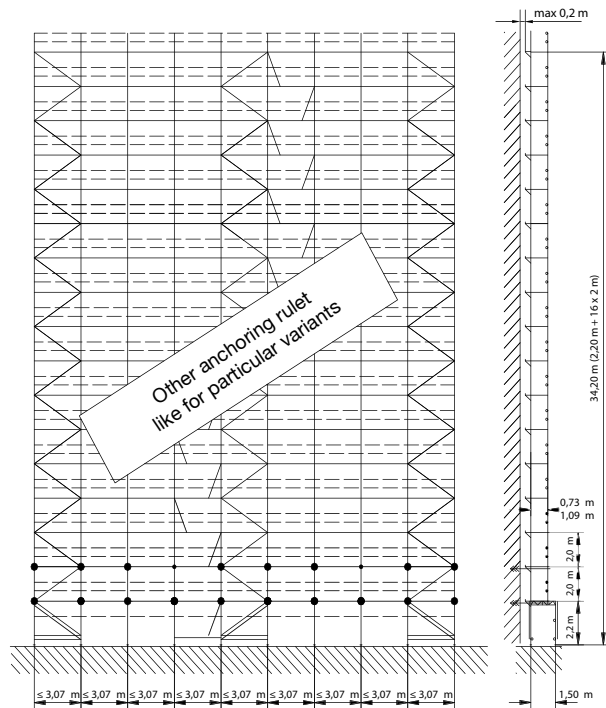 max 0,2 m
Other anchoring rulet
like for particular variants
34,20 m (2,20 m + 16 x 2 m)
0,73 m
1,09 m
2,0 m
2,0 m
2,2 m
≤ 3,07 m ≤ 3,07 m ≤ 3,07 m ≤ 3,07 m ≤ 3,07 m ≤ 3,07 m ≤ 3,07 m ≤ 3,07 m ≤ 3,07 m
1,50 m